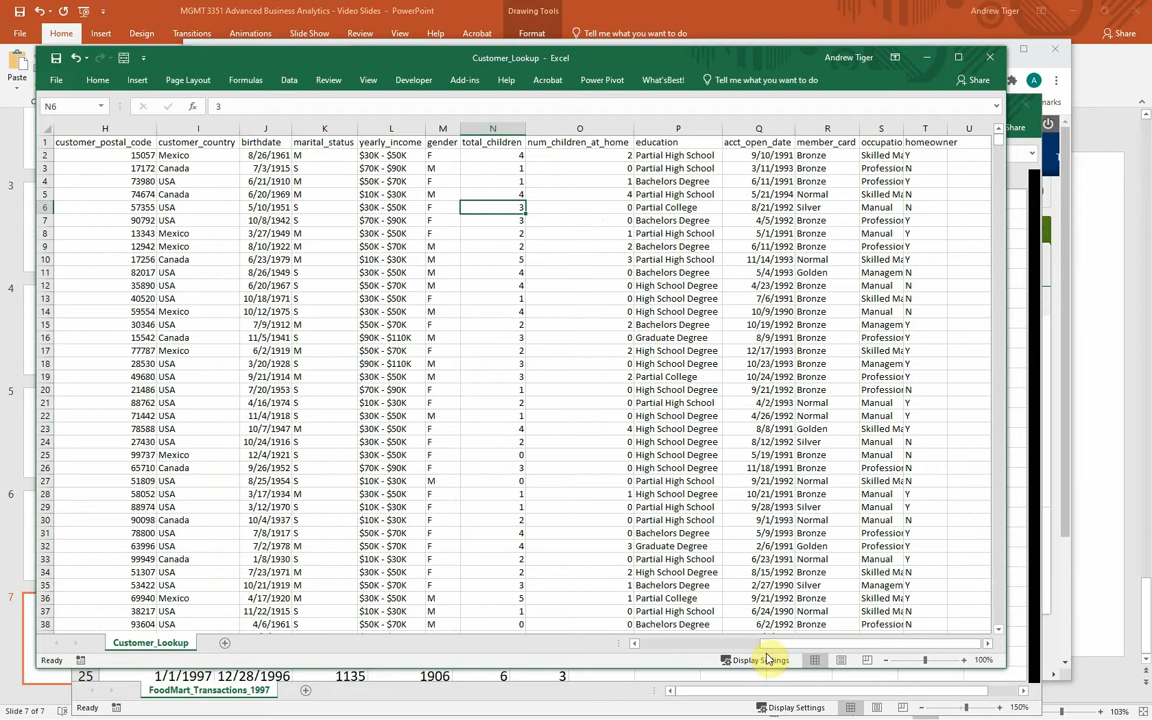 MGMT 3351 Advanced Business Analytics - Video Slides - PowerPoint Drawing Tools Andrew Tiger
File Home Insert Design Transitions Animations Slide Show Review View Help Acrobat Format Tell me what you want to do Share
Paste
Customer_Lookup - Excel Andrew Tiger
File Home Insert Page Layout Formulas Data Review View Developer Add-ins Help Acrobat Power Pivot What'sBest! Tell me what you want to do Share
N6 fx 3
H I J K L M N O P Q R S T U
1 customer_postal_code customer_country birthdate marital_status yearly_income gender total_children num_children_at_home education acct_open_date member_card occupatio homeowner
2 15057 Mexico 8/26/1961 M $30K - $50K F 4 2 Partial High School 9/10/1991 Bronze Skilled Ma Y
3 17172 Canada 7/3/1915 S $70K - $90K M 1 0 Partial High School 3/11/1993 Bronze Profession N
4 73980 USA 6/21/1910 M $50K - $70K F 1 1 Bachelors Degree 6/11/1991 Bronze Profession Y
5 74674 Canada 6/20/1969 M $10K - $30K M 4 4 Partial High School 5/21/1994 Normal Skilled Ma N
6 57355 USA 5/10/1951 S $30K - $50K F 3 0 Partial College 8/21/1992 Silver Manual N
7 90792 USA 10/8/1942 S $70K - $90K F 3 0 Bachelors Degree 4/5/1992 Bronze Profession Y
8 13343 Mexico 3/27/1949 M $30K - $50K F 2 1 Partial High School 5/1/1991 Bronze Manual Y
9 12942 Mexico 8/10/1922 M $50K - $70K M 2 2 Bachelors Degree 6/11/1992 Bronze Profession Y
10 17256 Canada 6/23/1979 M $10K - $30K M 5 3 Partial High School 11/14/1993 Normal Skilled Ma N
11 82017 USA 8/26/1949 S $30K - $50K M 4 0 Bachelors Degree 5/4/1993 Golden Managem N
12 35890 USA 6/20/1967 M $50K - $70K M 4 0 High School Degree 4/23/1992 Bronze Manual Y
13 40520 USA 10/18/1971 S $30K - $50K F 1 0 High School Degree 7/6/1991 Bronze Skilled Ma N
14 59554 Mexico 10/12/1975 M $30K - $50K M 4 0 High School Degree 10/9/1990 Bronze Manual N
15 30346 USA 7/9/1912 M $50K - $70K F 2 2 Bachelors Degree 10/19/1992 Bronze Managem Y
16 15542 Canada 11/5/1941 S $90K - $110K M 3 0 Graduate Degree 8/9/1991 Bronze Profession Y
17 77787 Mexico 6/2/1919 M $50K - $70K F 2 2 High School Degree 12/17/1993 Bronze Manual Y
18 28530 USA 3/20/1928 S $90K - $110K M 3 0 High School Degree 10/23/1993 Bronze Managem Y
19 49680 USA 9/21/1914 M $30K - $50K M 3 2 Partial College 10/24/1992 Bronze Profession Y
20 21486 USA 7/20/1953 S $70K - $90K M 1 0 High School Degree 9/21/1991 Bronze Profession Y
21 88762 USA 4/16/1974 S $10K - $30K F 2 0 Partial High School 4/2/1993 Normal Manual Y
22 71442 USA 11/4/1918 S $30K - $50K M 1 0 High School Degree 4/26/1992 Bronze Manual N
23 78588 USA 10/7/1947 M $30K - $50K F 4 4 High School Degree 8/8/1991 Golden Skilled Ma Y
24 27430 USA 10/24/1916 S $30K - $50K F 2 0 High School Degree 8/12/1992 Silver Manual N
25 99737 Mexico 12/4/1921 S $30K - $50K M 0 0 Partial High School 5/19/1991 Bronze Manual N
26 65710 Canada 9/26/1952 S $70K - $90K M 3 0 High School Degree 11/18/1991 Bronze Profession N
27 51809 USA 8/25/1954 S $10K - $30K M 0 0 Partial High School 9/21/1992 Normal Skilled Ma N
28 58052 USA 3/17/1934 M $50K - $70K F 1 1 High School Degree 10/21/1991 Bronze Manual Y
29 88974 USA 3/12/1970 M $10K - $30K F 1 0 Partial High School 9/28/1993 Silver Manual Y
30 90098 Canada 10/4/1937 S $10K - $30K F 2 0 Partial High School 9/1/1993 Normal Manual N
31 78800 USA 7/8/1917 S $50K - $70K F 4 0 Bachelors Degree 5/9/1993 Bronze Profession Y
32 63996 USA 7/2/1978 M $50K - $70K F 4 3 Graduate Degree 2/6/1991 Golden Profession Y
33 99949 Canada 1/8/1930 S $10K - $30K F 2 0 Partial High School 6/23/1991 Normal Manual Y
34 51307 USA 7/23/1971 M $30K - $50K F 2 2 High School Degree 8/15/1992 Bronze Skilled Ma N
35 53422 USA 10/21/1919 M $30K - $50K F 3 1 Bachelors Degree 2/27/1990 Silver Managem Y
36 69940 Mexico 4/17/1920 M $30K - $50K M 5 1 Partial College 9/21/1992 Bronze Manual Y
37 38217 USA 11/22/1915 S $10K - $30K M 1 0 Partial High School 6/24/1990 Normal Manual N
38 93604 USA 4/6/1961 S $50K - $70K F 0 0 Bachelors Degree 6/2/1992 Bronze Profession N
Customer_Lookup
Ready Display Settings 100%
25 1/1/1997 12/28/1996 1135 1906 6 3
FoodMart_Transactions_1997
Ready Display Settings 150%
Slide 7 of 7 103%
3
4
5
6
7
A
marks
Share